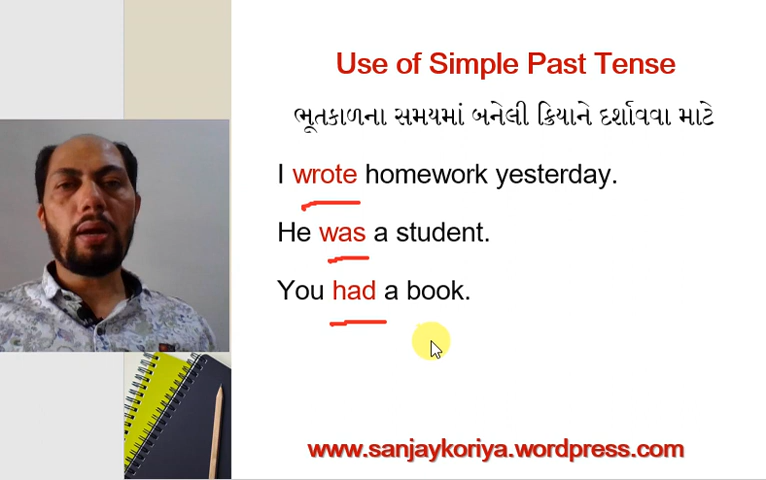 Use of Simple Past Tense
ભૂતકાળના સમયમાં બનેલી ક્રિયાને દર્શાવવા માટે
I wrote homework yesterday.
He was a student.
You had a book.
www.sanjaykoriya.wordpress.com